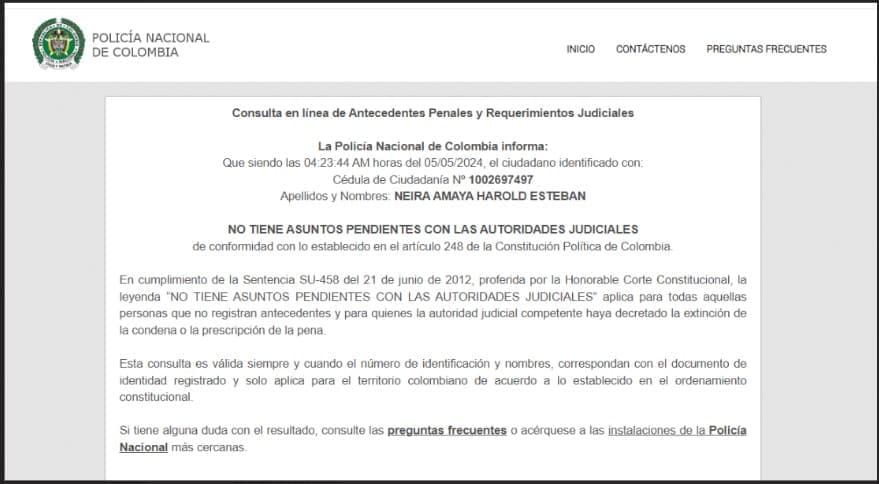 POLICÍA NACIONAL
DE COLOMBIA
INICIO CONTÁCTENOS PREGUNTAS FRECUENTES
Consulta en línea de Antecedentes Penales y Requerimientos Judiciales
La Policía Nacional de Colombia informa:
Que siendo las 04:23:44 AM horas del 05/05/2024, el ciudadano identificado con:
Cédula de Ciudadanía Nº 1002697497
Apellidos y Nombres: NEIRA AMAYA HAROLD ESTEBAN
NO TIENE ASUNTOS PENDIENTES CON LAS AUTORIDADES JUDICIALES
de conformidad con lo establecido en el artículo 248 de la Constitución Política de Colombia.
En cumplimiento de la Sentencia SU-458 del 21 de junio de 2012, proferida por la Honorable Corte Constitucional, la
leyenda "NO TIENE ASUNTOS PENDIENTES CON LAS AUTORIDADES JUDICIALES" aplica para todas aquellas
personas que no registran antecedentes y para quienes la autoridad judicial competente haya decretado la extinción de
la condena o la prescripción de la pena.
Esta consulta es válida siempre y cuando el número de identificación y nombres, correspondan con el documento de
identidad registrado y solo aplica para el territorio colombiano de acuerdo a lo establecido en el ordenamiento
constitucional.
Si tiene alguna duda con el resultado, consulte las preguntas frecuentes o acérquese a las instalaciones de la Policía
Nacional más cercanas.